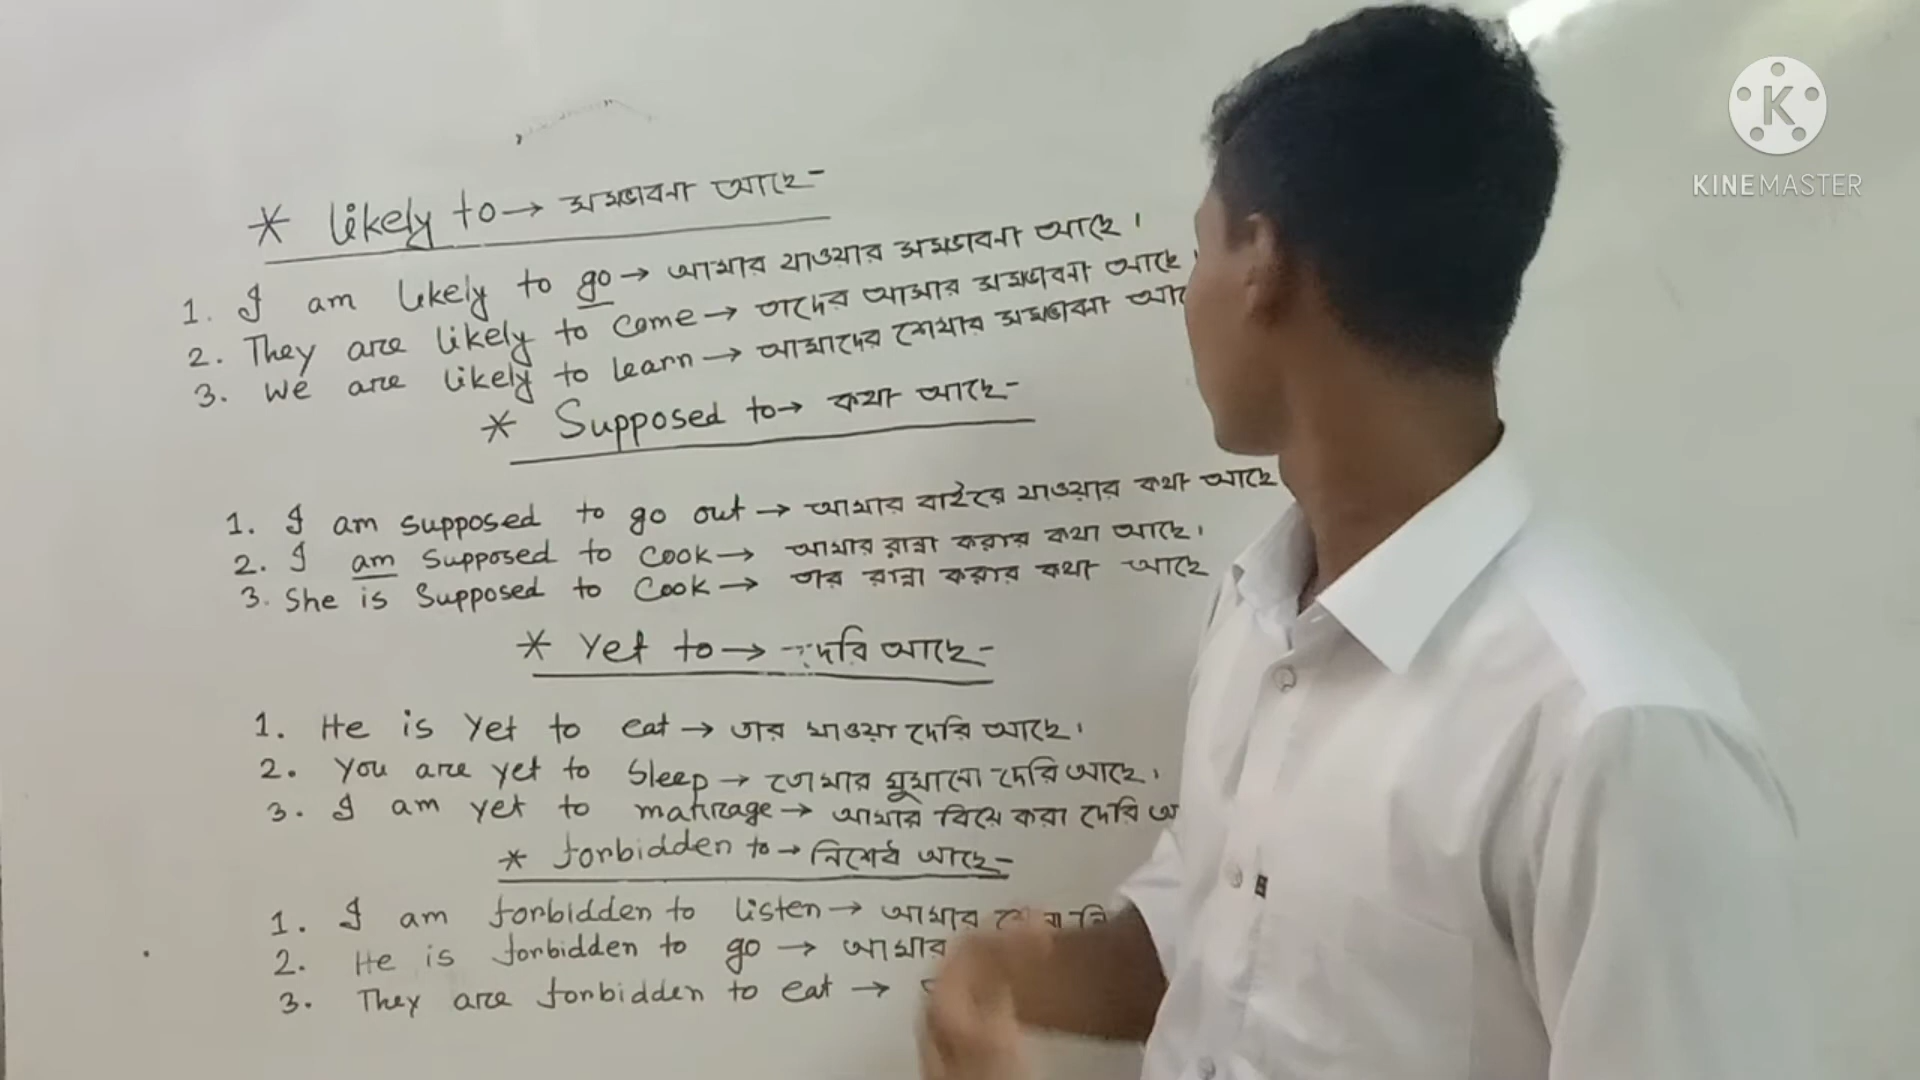 * likely to → সম্ভাবনা আছে-
1. I am likely to go → আমার যাওয়ার সম্ভাবনা আছে।
2. They are likely to come → তাদের আসার সম্ভাবনা আছে।
3. We are likely to learn → আমাদের শেখার সম্ভাবনা
* Supposed to → কথা আছে-
1. I am supposed to go out → আমার বাইরে যাওয়ার কথা আছে
2. I am supposed to cook → আমার রান্না করার কথা আছে।
3. She is supposed to cook → তার রান্না করার কথা আছে
* Yet to → দেরি আছে-
1. He is Yet to eat → তার খাওয়া দেরি আছে।
2. You are yet to sleep → তোমার ঘুমানো দেরি আছে।
3. I am yet to marrage → আমার বিয়ে করা দেরি
* forbidden to → নিশেধ আছে-
1. I am forbidden to listen → আমার
2. He is forbidden to go → আমার
3. They are forbidden to eat →
KINEMASTER